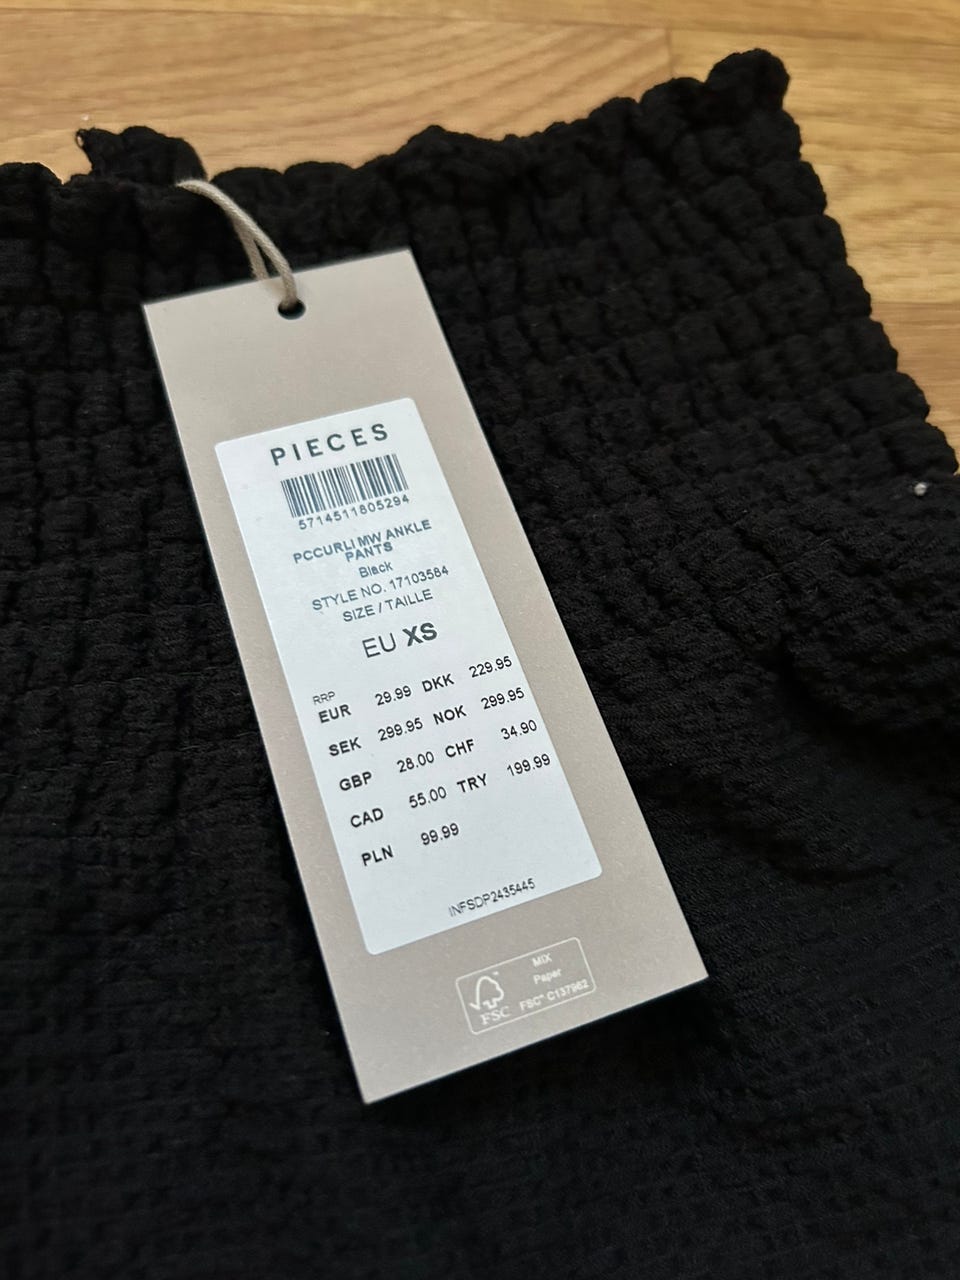 PIECES
5714511805294
PCCURLI MW ANKLE
PANTS
Black
STYLE NO. 17103584
SIZE / TAILLE
EU XS
RRP
EUR 29.99 DKK 229.95
SEK 299.95 NOK 299.95
GBP 28.00 CHF 34.90
CAD 55.00 TRY 199.99
PLN 99.99
INFSDP2435445
FSC
MIX
Paper
FSC® C137962